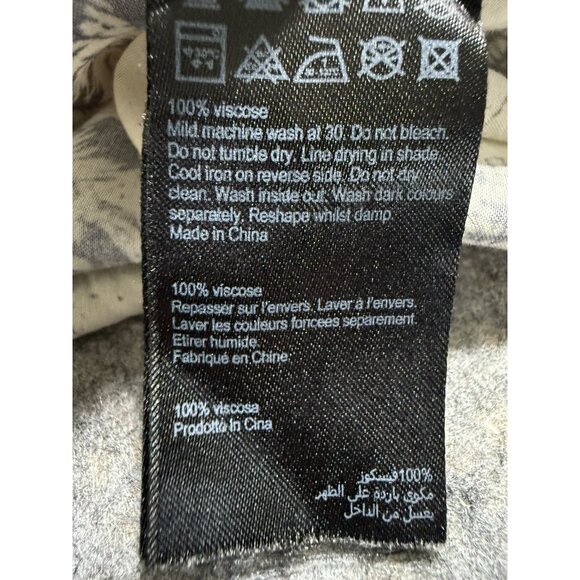 100% viscose
Mild machine wash at 30. Do not bleach.
Do not tumble dry. Line drying in shade.
Cool iron on reverse side. Do not dry
clean. Wash inside out. Wash dark colours
separately. Reshape whilst damp.
Made in China
100% viscose
Repasser sur l'envers. Laver à l'envers.
Laver les couleurs foncées separement.
Etirer humide.
Fabriqué en Chine
100% viscosa
Prodotto In Cina
100%فيسكوز
مكوى باردة على الظهر
يغسل من الداخل